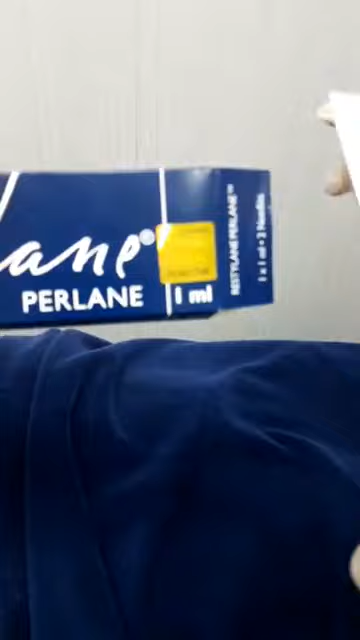 ane®
PERLANE
1 ml
RESTYLANE PERLANE™
1 x 1 ml • 2 Needles